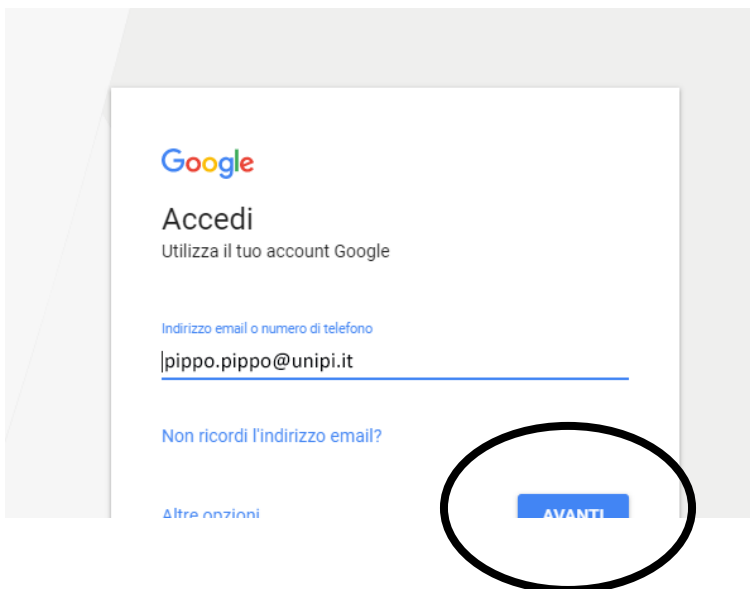 Google
Accedi
Utilizza il tuo account Google
Indirizzo email o numero di telefono
pippo.pippo@unipi.it
Non ricordi l'indirizzo email?
Altre opzioni
AVANTI